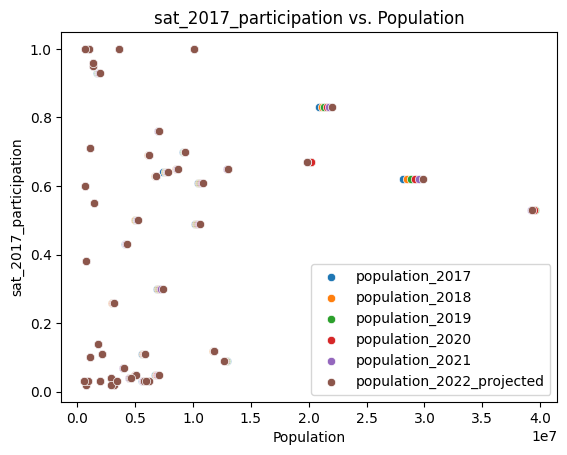 sat_2017_participation vs. Population
1.0
0.8
0.6
0.4
0.2
0.0
sat_2017_participation
population_2017
population_2018
population_2019
population_2020
population_2021
population_2022_projected
0.0 0.5 1.0 1.5 2.0 2.5 3.0 3.5 4.0
1e7
Population